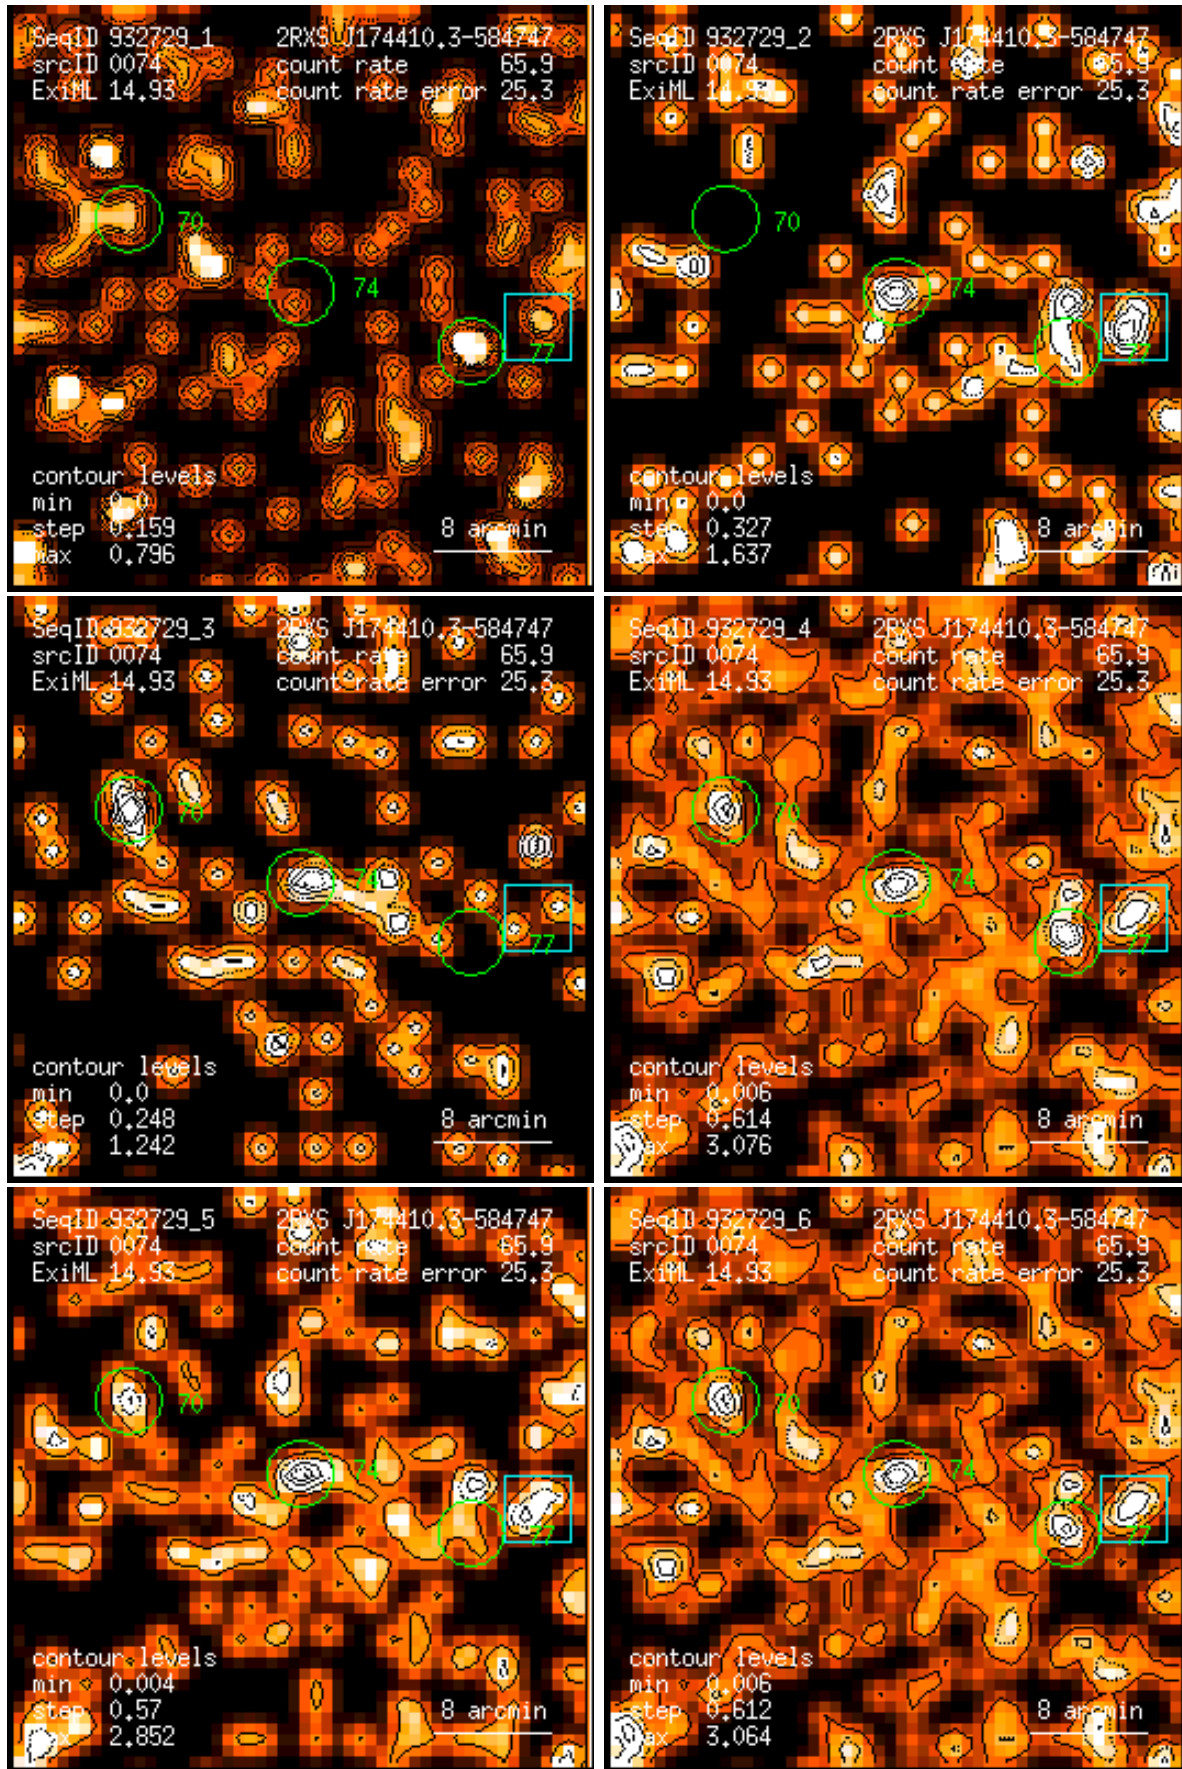 SeqID 932729_1 2RXS J174410.3-584747
srcID 0074 count rate 65.9
ExiML 14.93 count rate error 25.3
70
74
77
contour levels
min 0.0
step 0.159
max 0.796
8 arcmin
SeqID 932729_2 2RXS J174410.3-584747
srcID 0074 count rate 65.9
ExiML 14.93 count rate error 25.3
70
74
77
contour levels
min 0.0
step 0.327
max 1.637
8 arcmin
SeqID 932729_3 2RXS J174410.3-584747
srcID 0074 count rate 65.9
ExiML 14.93 count rate error 25.3
70
74
77
contour levels
min 0.0
step 0.248
max 1.242
8 arcmin
SeqID 932729_4 2RXS J174410.3-584747
srcID 0074 count rate 65.9
ExiML 14.93 count rate error 25.3
70
74
77
contour levels
min 0.006
step 0.614
max 3.076
8 arcmin
SeqID 932729_5 2RXS J174410.3-584747
srcID 0074 count rate 65.9
ExiML 14.93 count rate error 25.3
70
74
77
contour levels
min 0.004
step 0.57
max 2.852
8 arcmin
SeqID 932729_6 2RXS J174410.3-584747
srcID 0074 count rate 65.9
ExiML 14.93 count rate error 25.3
70
74
77
contour levels
min 0.006
step 0.612
max 3.064
8 arcmin